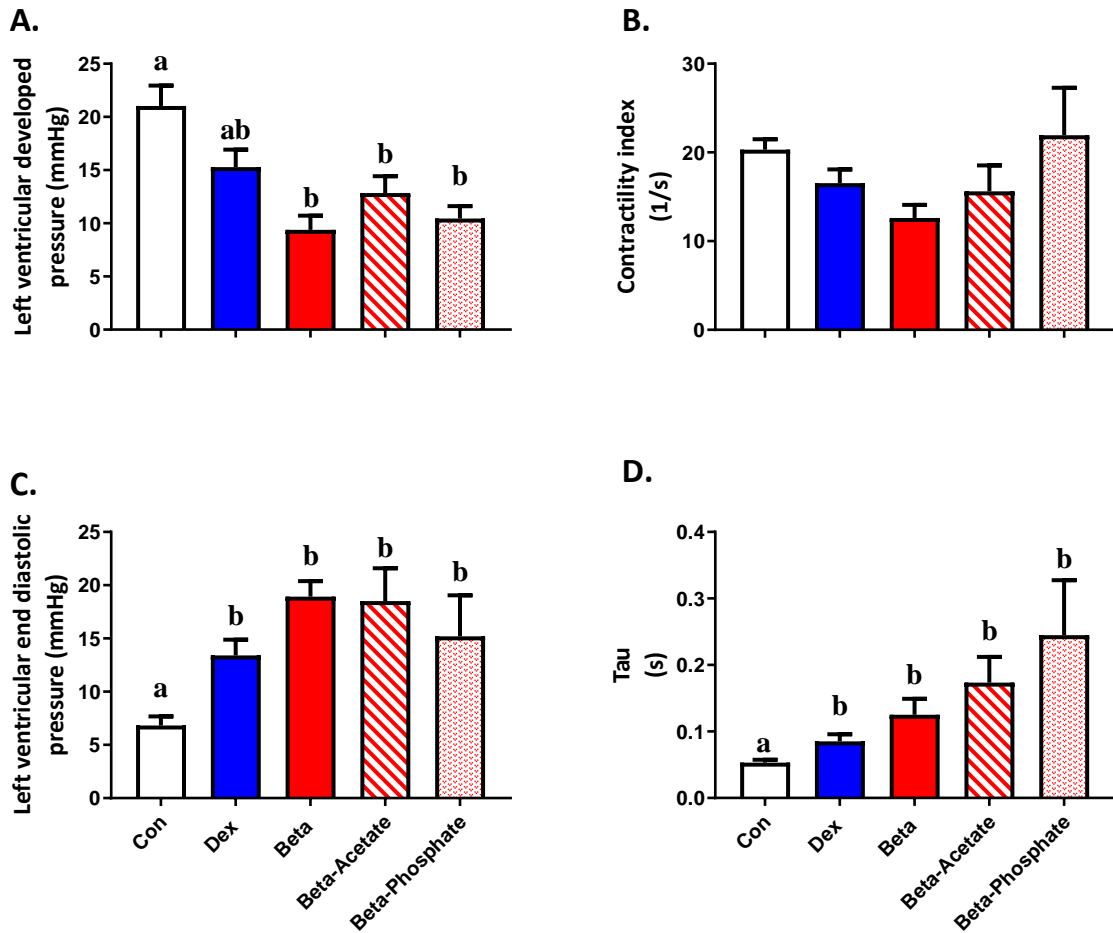 A.
Left ventricular developed
pressure (mmHg)
25
20
15
10
5
0
a
ab
b
b
b
B.
Contractility index
(1/s)
30
20
10
0
C.
Left ventricular end diastolic
pressure (mmHg)
25
20
15
10
5
0
a
b
b
b
b
Con
Dex
Beta
Beta-Acetate
Beta-Phosphate
D.
Tau
(s)
0.4
0.3
0.2
0.1
0.0
a
b
b
b
b
Con
Dex
Beta
Beta-Acetate
Beta-Phosphate